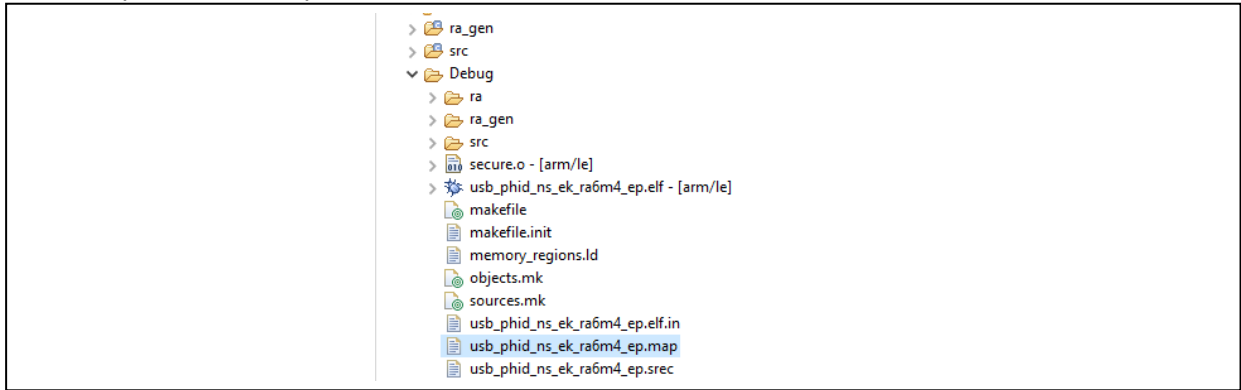 ra_gen
src
Debug
ra
ra_gen
src
secure.o - [arm/le]
usb_phid_ns_ek_ra6m4_ep.elf - [arm/le]
makefile
makefile.init
memory_regions.ld
objects.mk
sources.mk
usb_phid_ns_ek_ra6m4_ep.elf.in
usb_phid_ns_ek_ra6m4_ep.map
usb_phid_ns_ek_ra6m4_ep.srec